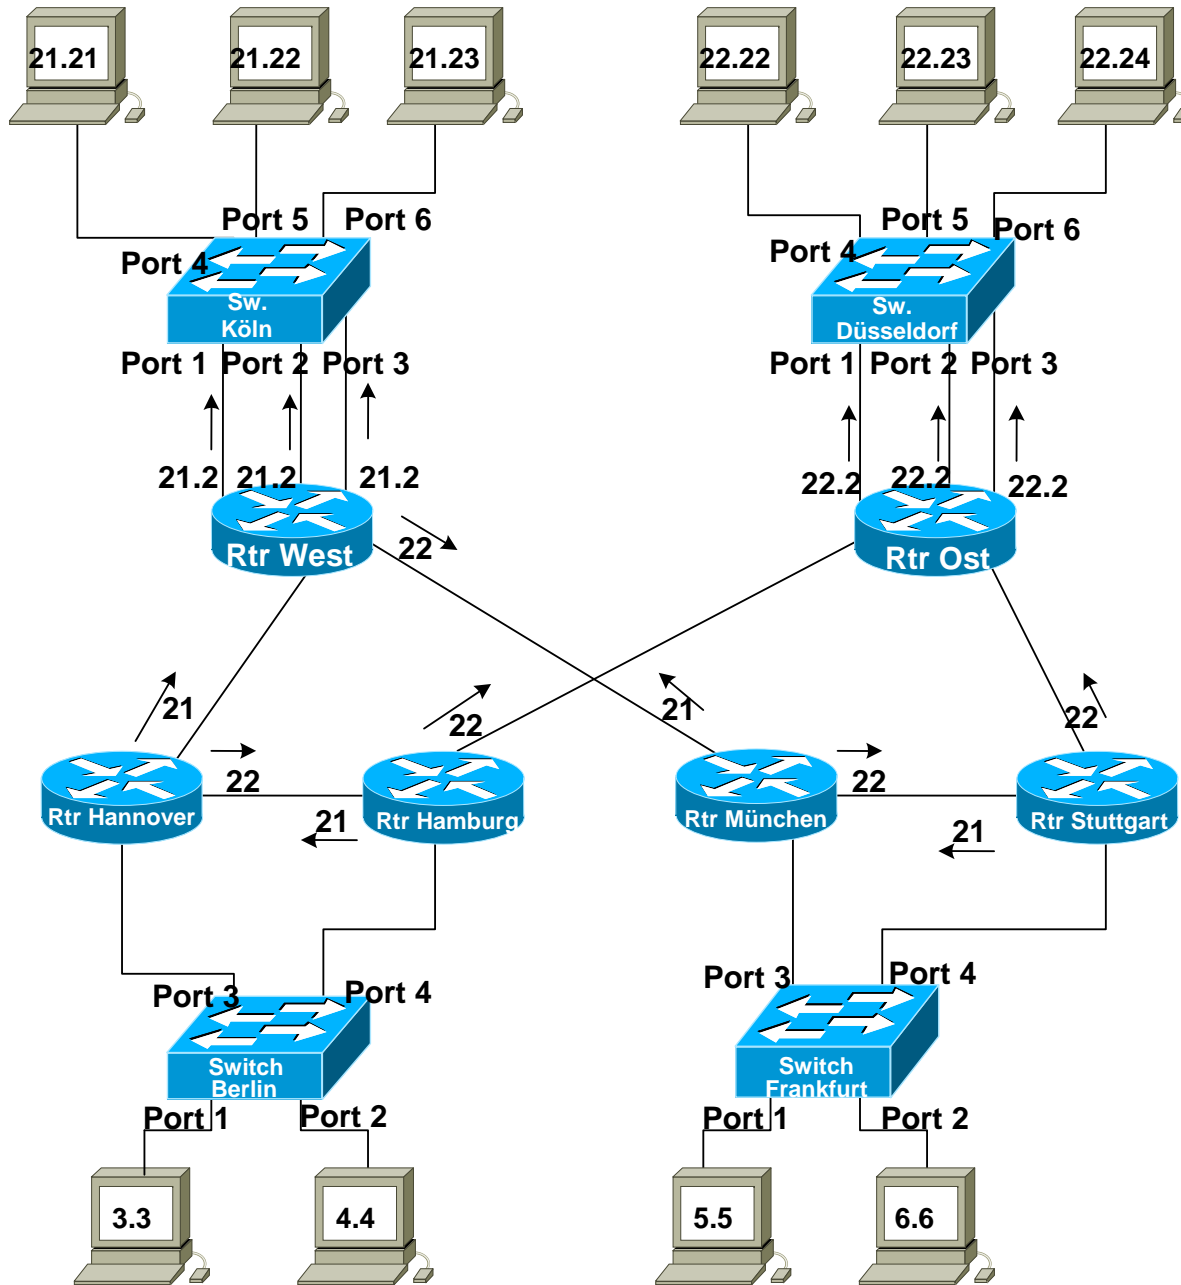 21.21
21.22
21.23
22.22
22.23
22.24
Port 5
Port 6
Port 4
Port 5
Port 6
Port 4
Sw.
Köln
Sw.
Düsseldorf
Port 1
Port 2
Port 3
Port 1
Port 2
Port 3
21.2
21.2
21.2
22.2
22.2
22.2
Rtr West
22
Rtr Ost
21
22
21
22
22
22
Rtr Hannover
21
Rtr Hamburg
Rtr München
21
Rtr Stuttgart
Port 3
Port 4
Port 3
Port 4
Switch
Berlin
Switch
Frankfurt
Port 1
Port 2
Port 1
Port 2
3.3
4.4
5.5
6.6